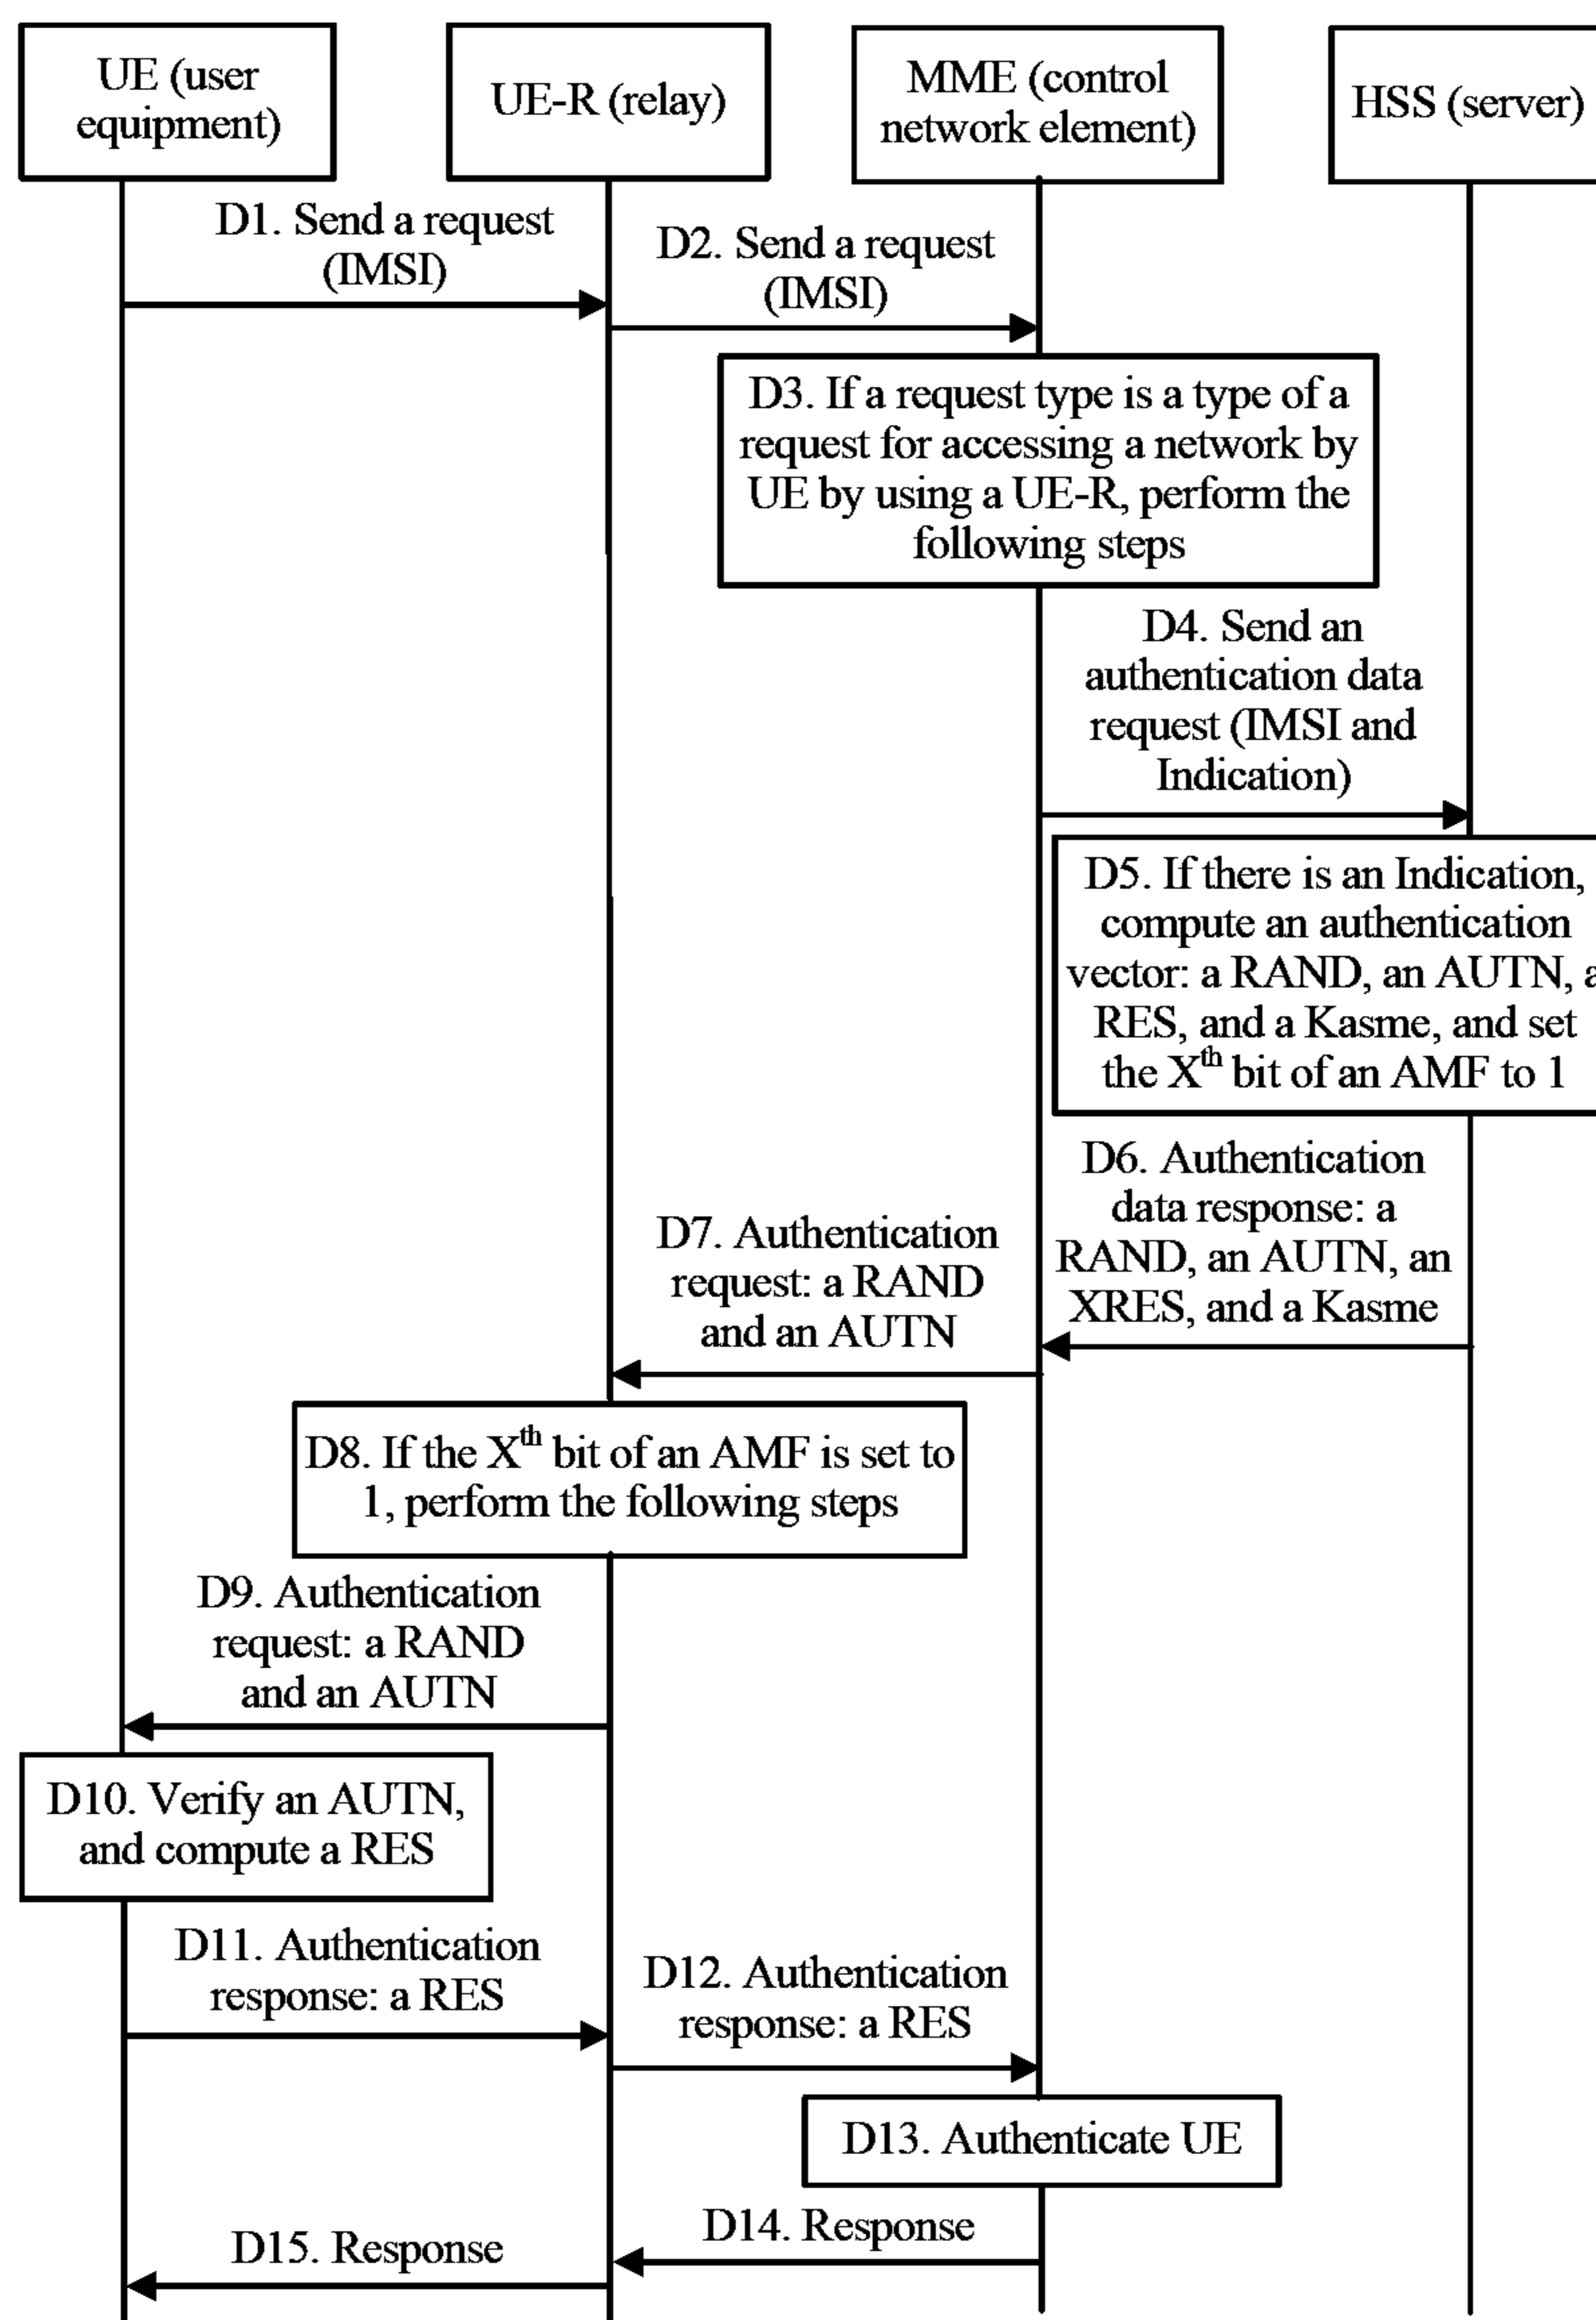 UE (user
equipment)
UE-R (relay)
MME (control
network element)
HSS (server)
D1. Send a request
(IMSI)
D2. Send a request
(IMSI)
D3. If a request type is a type of a
request for accessing a network by
UE by using a UE-R, perform the
following steps
D4. Send an
authentication data
request (IMSI and
Indication)
D5. If there is an Indication,
compute an authentication
vector: a RAND, an AUTN, a
RES, and a Kasme, and set
the Xth bit of an AMF to 1
D6. Authentication
data response: a
RAND, an AUTN, an
XRES, and a Kasme
D7. Authentication
request: a RAND
and an AUTN
D8. If the Xth bit of an AMF is set to
1, perform the following steps
D9. Authentication
request: a RAND
and an AUTN
D10. Verify an AUTN,
and compute a RES
D11. Authentication
response: a RES
D12. Authentication
response: a RES
D13. Authenticate UE
D14. Response
D15. Response